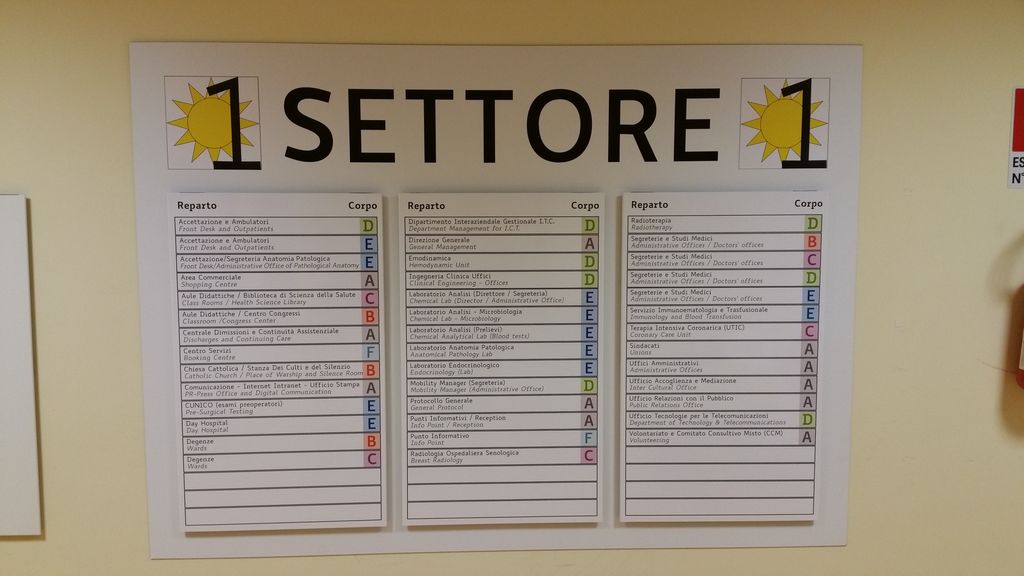 1 SETTORE 1
Reparto Corpo
Accettazione e Ambulatori D
Front Desk and Outpatients
Accettazione e Ambulatori E
Front Desk and Outpatients
Accettazione/Segreteria Anatomia Patologica E
Front Desk/Administrative Office of Pathological Anatomy
Area Commerciale A
Shopping Centre
Aule Didattiche / Biblioteca di Scienza della Salute C
Class Rooms / Health Science Library
Aule Didattiche / Centro Congressi B
Classroom /Congress Center
Centrale Dimissioni e Continuità Assistenziale A
Discharges and Continuing Care
Centro Servizi F
Booking Centre
Chiesa Cattolica / Stanza Dei Culti e del Silenzio B
Catholic Church / Place of Warship and Silence Room
Comunicazione - Internet Intranet - Ufficio Stampa A
PR-Press Office and Digital Communication
CUNICO (esami preoperatori) E
Pre-Surgical Testing
Day Hospital E
Day Hospital
Degenze B
Wards
Degenze C
Wards
Reparto Corpo
Dipartimento Interaziendale Gestionale I.T.C. D
Department Management for I.C.T.
Direzione Generale A
General Management
Emodinamica D
Hemodynamic Unit
Ingegneria Clinica Uffici D
Clinical Engineering - Offices
Laboratorio Analisi (Direttore / Segreteria) E
Chemical Lab (Director / Administrative Office)
Laboratorio Analisi - Microbiologia E
Chemical Lab - Microbiology
Laboratorio Analisi (Prelievi) E
Chemical Analytical Lab (Blood tests)
Laboratorio Anatomia Patologica E
Anatomical Pathology Lab
Laboratorio Endocrinologico E
Endocrinology (Lab)
Mobility Manager (Segreteria) D
Mobility Manager (Administrative Office)
Protocollo Generale A
General Protocol
Punti Informativi / Reception A
Info Point / Reception
Punto Informativo F
Info Point
Radiologia Ospedaliera Senologica C
Breast Radiology
Reparto Corpo
Radioterapia D
Radiotherapy
Segreterie e Studi Medici B
Administrative Offices / Doctors' offices
Segreterie e Studi Medici C
Administrative Offices / Doctors' offices
Segreterie e Studi Medici D
Administrative Offices / Doctors' offices
Segreterie e Studi Medici E
Administrative Offices / Doctors' offices
Servizio Immunoematologia e Trasfusionale E
Immunology and Blood Transfusion
Terapia Intensiva Coronarica (UTIC) C
Coronary Care Unit
Sindacati A
Unions
Uffici Amministrativi A
Administrative Offices
Ufficio Accoglienza e Mediazione A
Inter Cultural Office
Ufficio Relazioni con il Pubblico A
Public Relations Office
Ufficio Tecnologie per le Telecomunicazioni D
Department of Technology & Telecommunications
Volontariato e Comitato Consultivo Misto (CCM) A
Volunteering
ES
N°